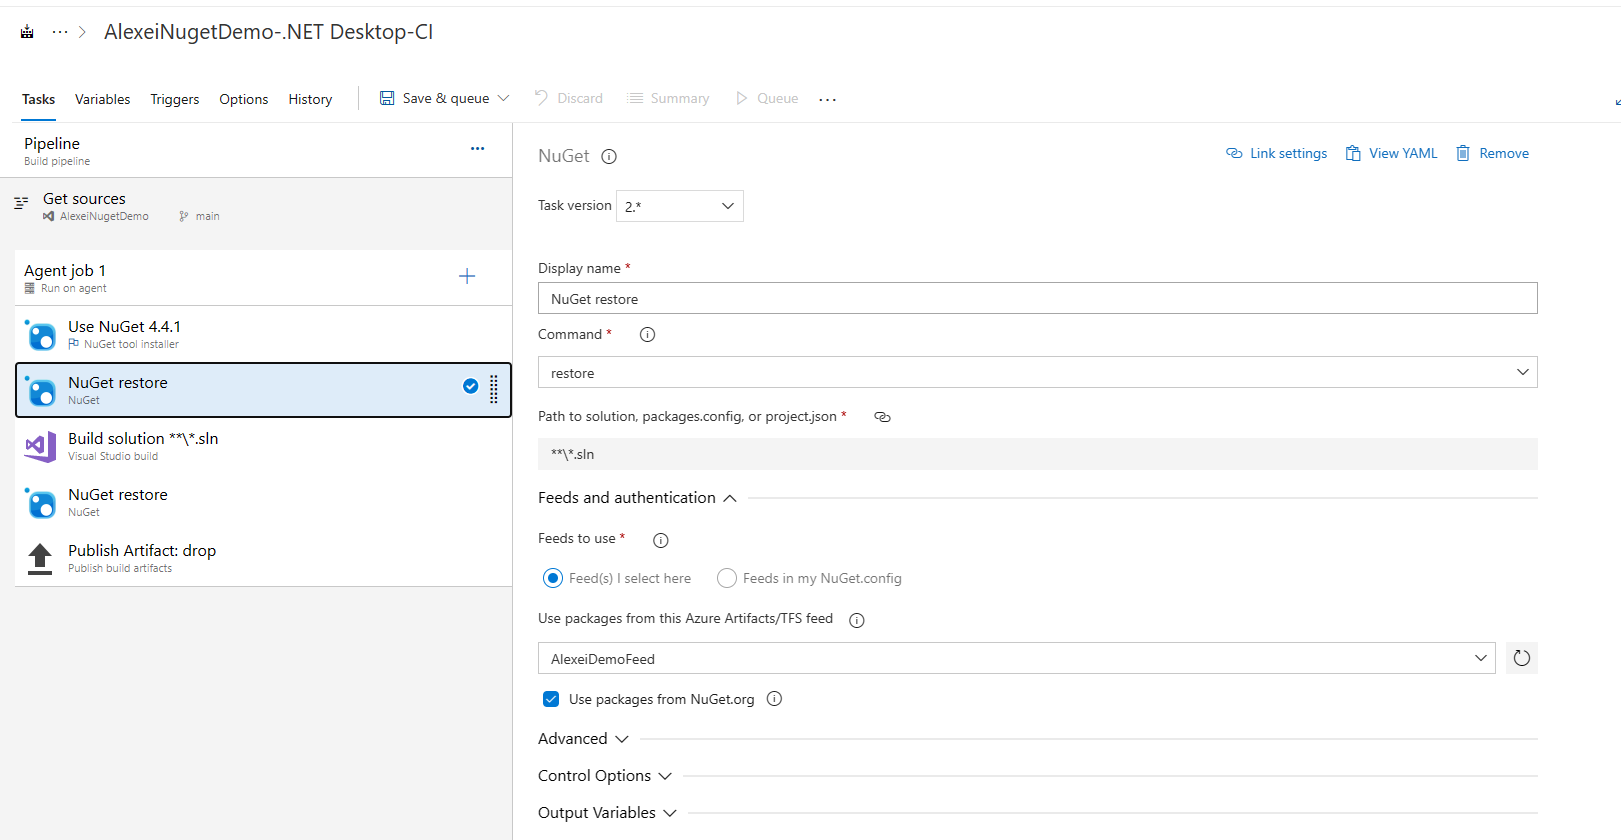 AlexeiNugetDemo-.NET Desktop-CI
Tasks Variables Triggers Options History Save & queue Discard Summary Queue
Pipeline
Build pipeline
Get sources
AlexeiNugetDemo main
Agent job 1
Run on agent
Use NuGet 4.4.1
NuGet tool installer
NuGet restore
NuGet
Build solution **\*.sln
Visual Studio build
NuGet restore
NuGet
Publish Artifact: drop
Publish build artifacts
NuGet
Link settings View YAML Remove
Task version 2.*
Display name *
NuGet restore
Command *
restore
Path to solution, packages.config, or project.json *
**\*.sln
Feeds and authentication
Feeds to use *
Feed(s) I select here Feeds in my NuGet.config
Use packages from this Azure Artifacts/TFS feed
AlexeiDemoFeed
Use packages from NuGet.org
Advanced
Control Options
Output Variables